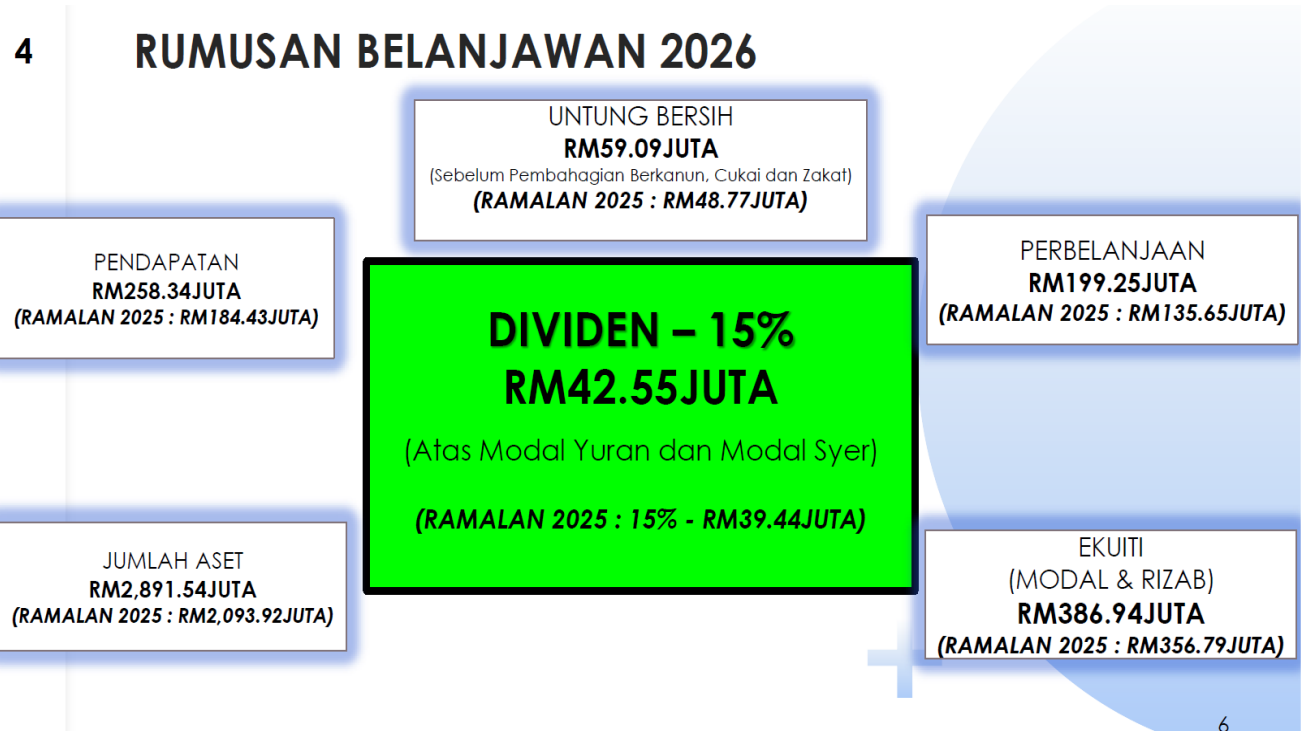 4
RUMUSAN BELANJAWAN 2026
UNTUNG BERSIH
RM59.09JUTA
(Sebelum Pembahagian Berkanun, Cukai dan Zakat)
(RAMALAN 2025 : RM48.77JUTA)
PENDAPATAN
RM258.34JUTA
(RAMALAN 2025 : RM184.43JUTA)
PERBELANJAAN
RM199.25JUTA
(RAMALAN 2025 : RM135.65JUTA)
DIVIDEN – 15%
RM42.55JUTA
(Atas Modal Yuran dan Modal Syer)
(RAMALAN 2025 : 15% - RM39.44JUTA)
JUMLAH ASET
RM2,891.54JUTA
(RAMALAN 2025 : RM2,093.92JUTA)
EKUITI
(MODAL & RIZAB)
RM386.94JUTA
(RAMALAN 2025 : RM356.79JUTA)
6